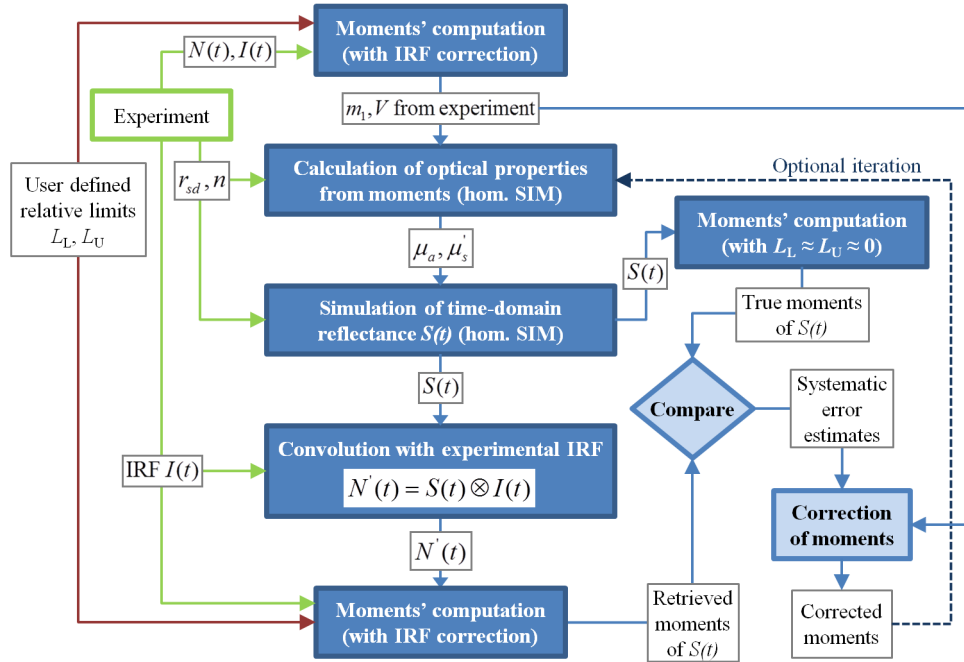 Moments’ computation
(with IRF correction)
N(t), I(t)
m₁, V from experiment
Experiment
r_sd, n
Calculation of optical properties
from moments (hom. SIM)
Optional iteration
User defined
relative limits
L_L, L_U
μ_a, μ_s'
Moments’ computation
(with L_L ≈ L_U ≈ 0)
S(t)
Simulation of time-domain
reflectance S(t) (hom. SIM)
True moments
of S(t)
S(t)
Compare
Systematic
error
estimates
Convolution with experimental IRF
N'(t) = S(t) ⊗ I(t)
IRF I(t)
Correction
of moments
N'(t)
Moments’ computation
(with IRF correction)
Retrieved
moments
of S(t)
Corrected
moments